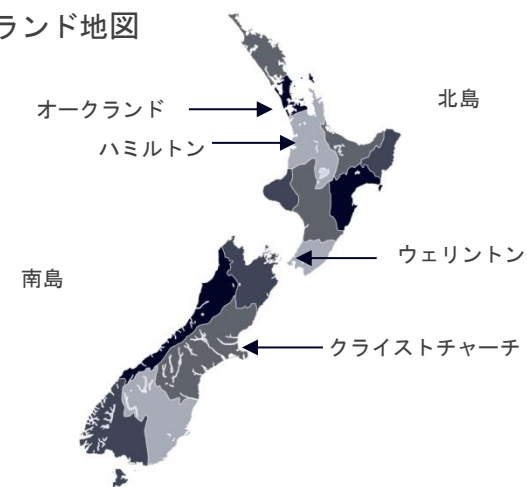 ランド地図
オークランド
北島
ハミルトン
ウェリントン
南島
クライストチャーチ